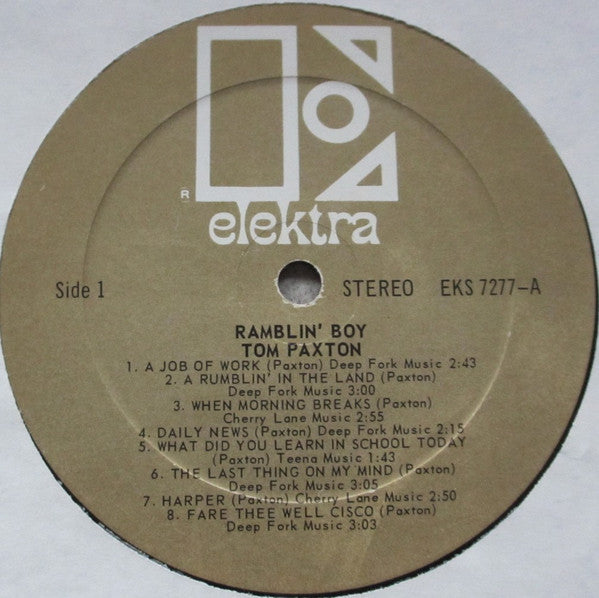 ®
elektra
Side 1
STEREO EKS 7277-A
RAMBLIN' BOY
TOM PAXTON
1. A JOB OF WORK (Paxton) Deep Fork Music 2:43
2. A RUMBLIN' IN THE LAND (Paxton)
Deep Fork Music 3:00
3. WHEN MORNING BREAKS (Paxton)
Cherry Lane Music 2:55
4. DAILY NEWS (Paxton) Deep Fork Music 2:15
5. WHAT DID YOU LEARN IN SCHOOL TODAY
(Paxton) Teena Music 1:43
6. THE LAST THING ON MY MIND (Paxton)
Deep Fork Music 3:05
7. HARPER (Paxton) Cherry Lane Music 2:50
8. FARE THEE WELL CISCO (Paxton)
Deep Fork Music 3:03